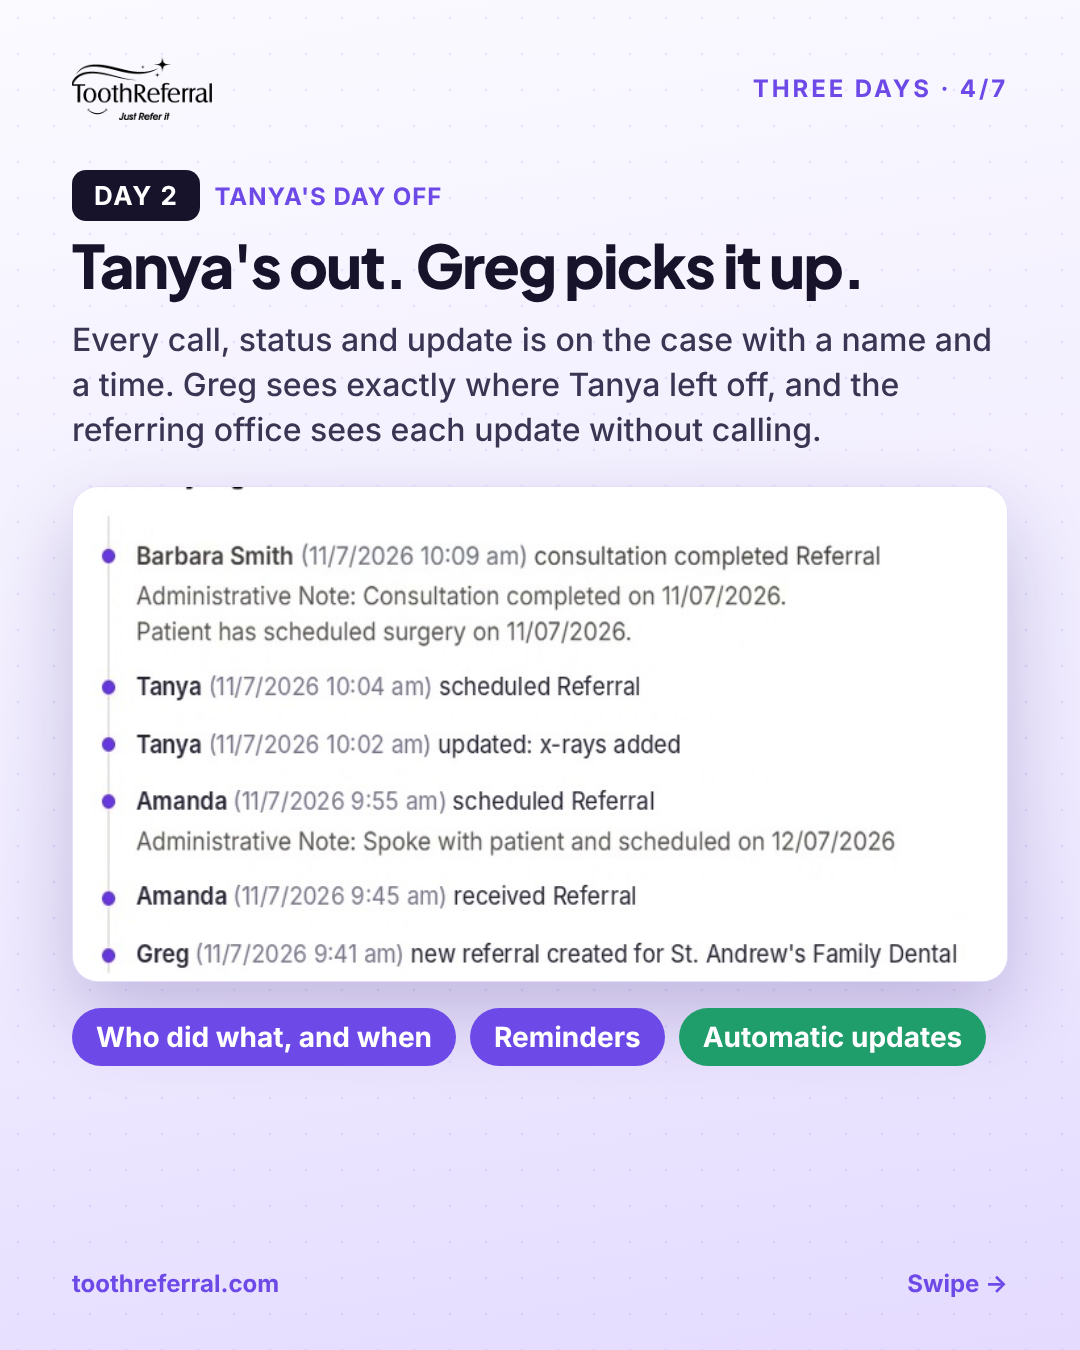 ToothReferral
Just Refer it
THREE DAYS · 4/7
DAY 2
TANYA'S DAY OFF
Tanya's out. Greg picks it up.
Every call, status and update is on the case with a name and
a time. Greg sees exactly where Tanya left off, and the
referring office sees each update without calling.
Barbara Smith (11/7/2026 10:09 am) consultation completed Referral
Administrative Note: Consultation completed on 11/07/2026.
Patient has scheduled surgery on 11/07/2026.
Tanya (11/7/2026 10:04 am) scheduled Referral
Tanya (11/7/2026 10:02 am) updated: x-rays added
Amanda (11/7/2026 9:55 am) scheduled Referral
Administrative Note: Spoke with patient and scheduled on 12/07/2026
Amanda (11/7/2026 9:45 am) received Referral
Greg (11/7/2026 9:41 am) new referral created for St. Andrew's Family Dental
Who did what, and when
Reminders
Automatic updates
toothreferral.com
Swipe →